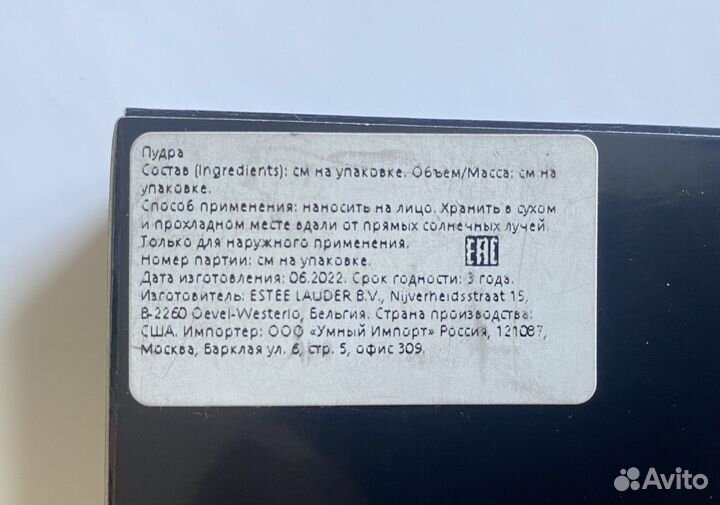 Пудра
Состав (Ingredients): см на упаковке. Объем/Масса: см на
упаковке.
Способ применения: наносить на лицо. Хранить в сухом
и прохладном месте вдали от прямых солнечных лучей.
Только для наружного применения.
EAC
Номер партии: см на упаковке.
Дата изготовления: 06.2022. Срок годности: 3 года.
Изготовитель: ESTEE LAUDER B.V., Nijverheidsstraat 15,
B-2260 Oevel-Westerlo, Бельгия. Страна производства:
США. Импортер: ООО «Умный Импорт» Россия, 121087,
Москва, Барклая ул. 6, стр. 5, офис 309.
Avito